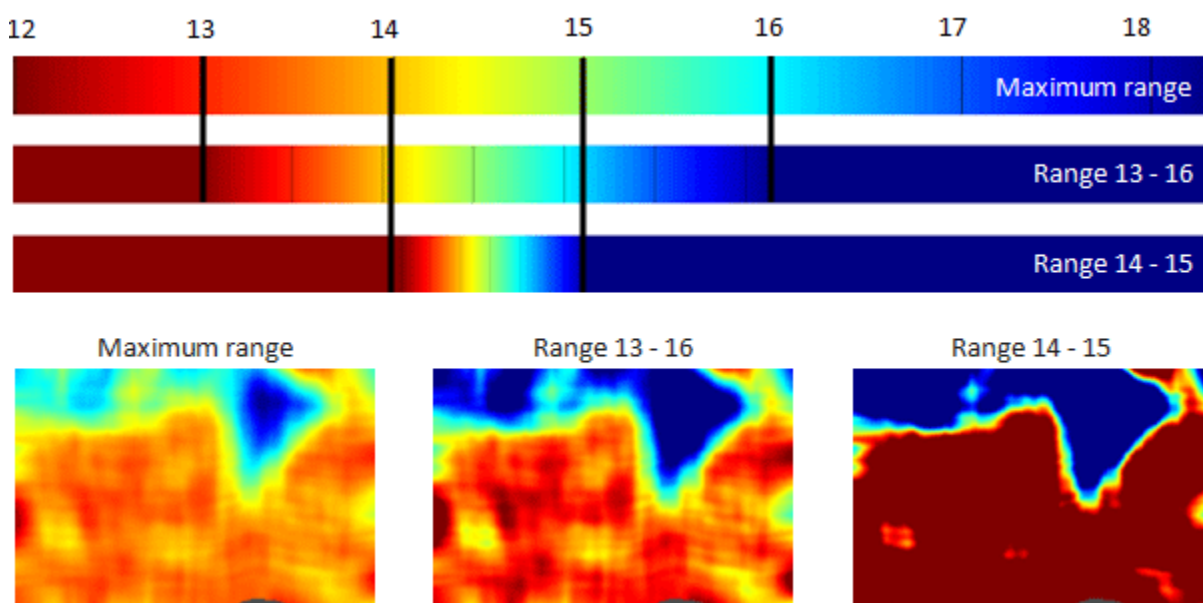 12 13 14 15 16 17 18
Maximum range
Range 13 - 16
Range 14 - 15
Maximum range Range 13 - 16 Range 14 - 15